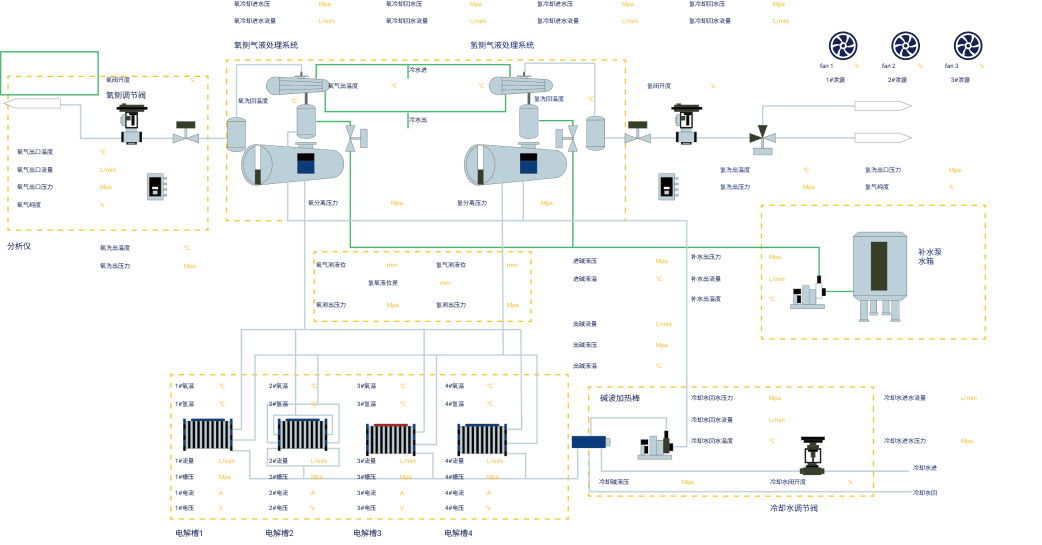 氧冷却进水压 Mpa 氧冷却回水压 Mpa 氢冷却进水压 Mpa 氢冷却回水压 Mpa
氧冷却进水流量 L/min 氧冷却回水流量 L/min 氢冷却进水流量 L/min 氢冷却回水流量 L/min
氧侧气液处理系统 氢侧气液处理系统
fan 1 % fan 2 % fan 3 %
1#泄露 2#泄露 3#泄露
冷水进
氧阀开度 %
氧气出温度 ℃ ℃
氢阀开度 %
氧侧调节阀
氧洗回温度 ℃
氢洗回温度 ℃
冷水出
氧气出口温度 ℃
氧气出口流量 L/min
氧气出口压力 Mpa
氧气纯度 %
氢洗出温度 ℃ 氢洗出口压力 Mpa
氢洗出压力 Mpa 氢气纯度 %
氧分离压力 Mpa 氢分离压力 Mpa
分析仪
氧洗出温度 ℃
氧洗出压力 Mpa
补水泵
水箱
氧气测液位 mm 氢气测液位 mm
氢氧液位差 mm
氧测出压力 Mpa 氢测出压力 Mpa
进碱液压 Mpa
进碱液温 ℃
补水出压力 Mpa
补水出流量 L/min
补水出温度 ℃
出碱流量 L/min
出碱液压 Mpa
出碱液温 ℃
1#氧温 ℃ 2#氧温 ℃ 3#氧温 ℃ 4#氧温 ℃
1#氢温 ℃ 2#氢温 ℃ 3#氢温 ℃ 4#氢温 ℃
碱液加热棒
冷却水回水压力 Mpa 冷却水进水流量 L/min
冷却水回水流量 L/min
冷却水回水温度 ℃ 冷却水进水压力 Mpa
1#流量 L/min 2#流量 L/min 3#流量 L/min 4#流量 L/min
冷却水进
1#槽压 Mpa 2#槽压 Mpa 3#槽压 Mpa 4#槽压 Mpa
冷却碱液压 Mpa 冷却水阀开度 %
1#电流 A 2#电流 A 3#电流 A 4#电流 A
冷却水回
1#电压 V 2#电压 V 3#电压 V 4#电压 V
冷却水调节阀
电解槽1 电解槽2 电解槽3 电解槽4